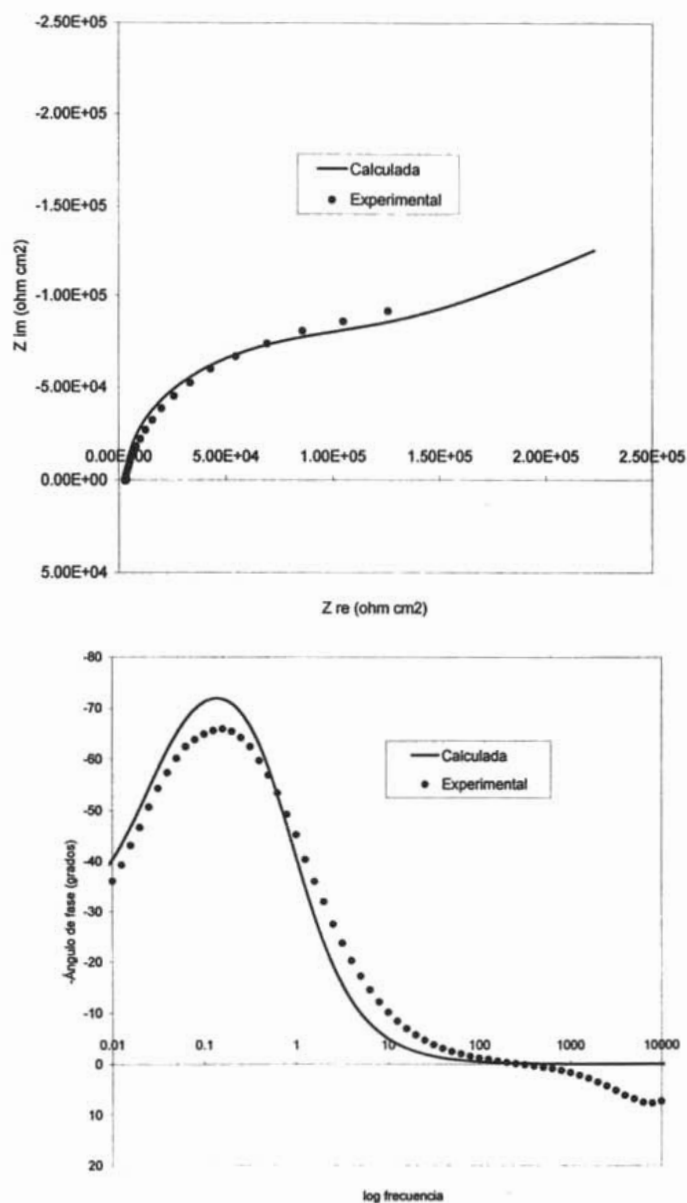 -2.50E+05
-2.00E+05
-1.50E+05
-1.00E+05
-5.00E+04
0.00E+00
5.00E+04
Z im (ohm cm2)
Calculada
Experimental
0.00E+00 5.00E+04 1.00E+05 1.50E+05 2.00E+05 2.50E+05
Z re (ohm cm2)
-80
-70
-60
-50
-40
-30
-20
-10
0
10
20
-Ángulo de fase (grados)
Calculada
Experimental
0.01 0.1 1 10 100 1000 10000
log frecuencia